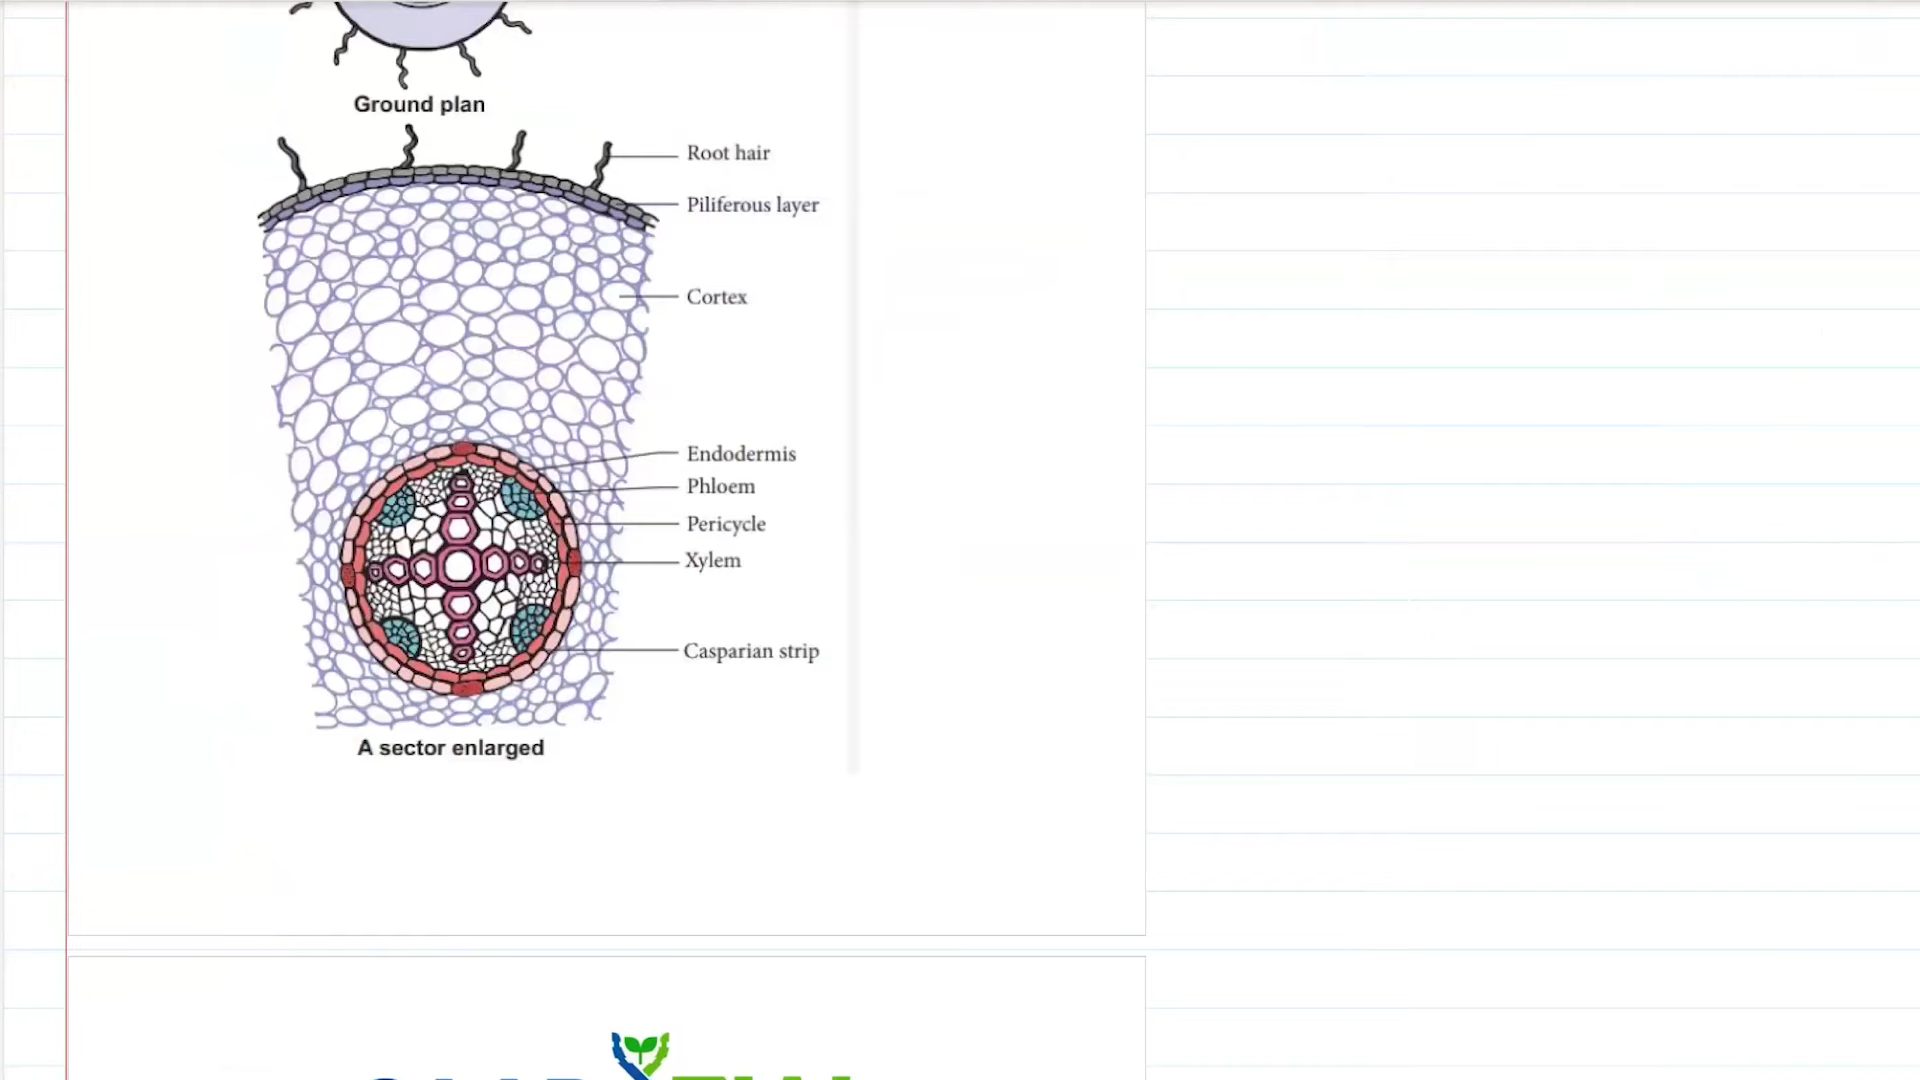 Ground plan
Root hair
Piliferous layer
Cortex
Endodermis
Phloem
Pericycle
Xylem
Casparian strip
A sector enlarged